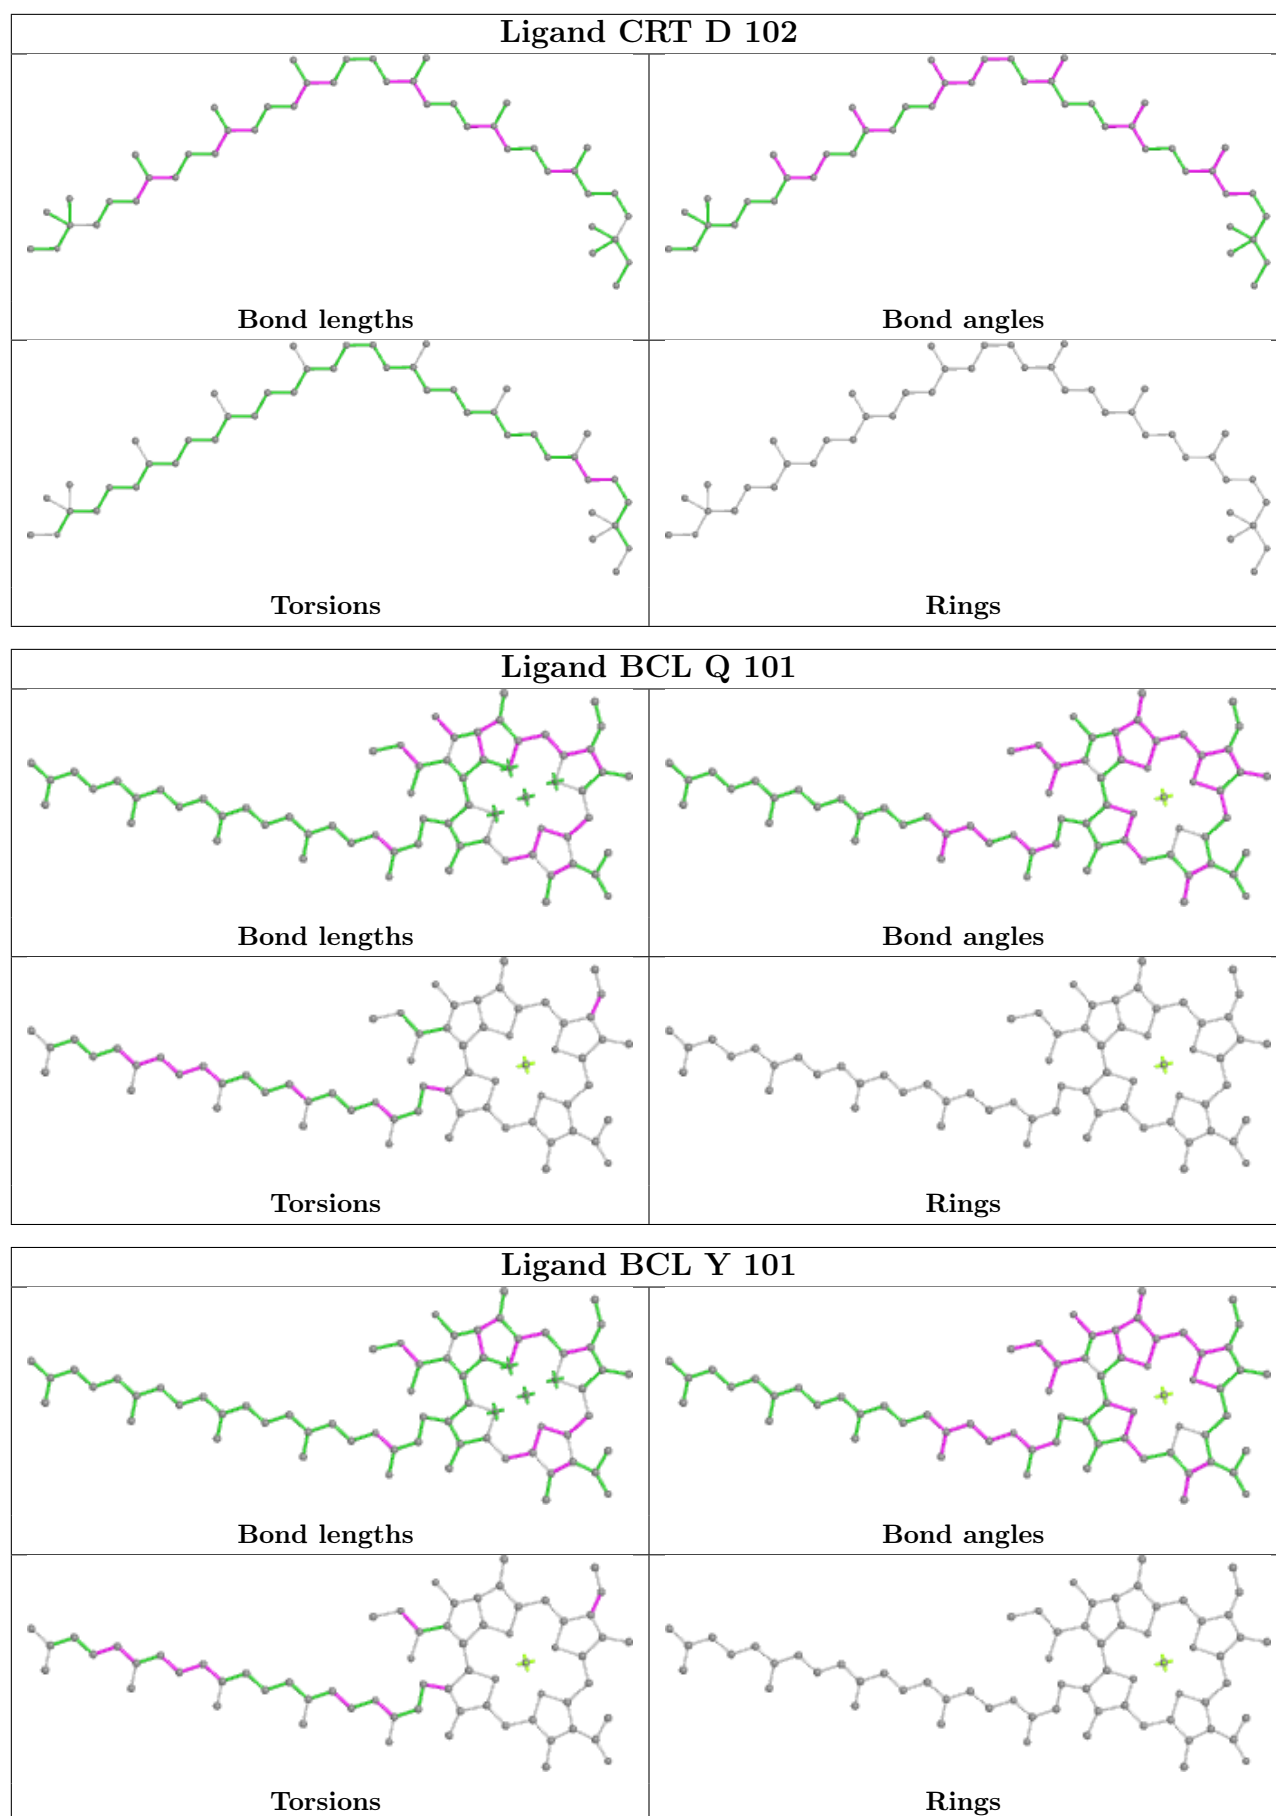 Ligand CRT D 102
Bond lengths
Bond angles
Torsions
Rings
Ligand BCL Q 101
Bond lengths
Bond angles
Torsions
Rings
Ligand BCL Y 101
Bond lengths
Bond angles
Torsions
Rings